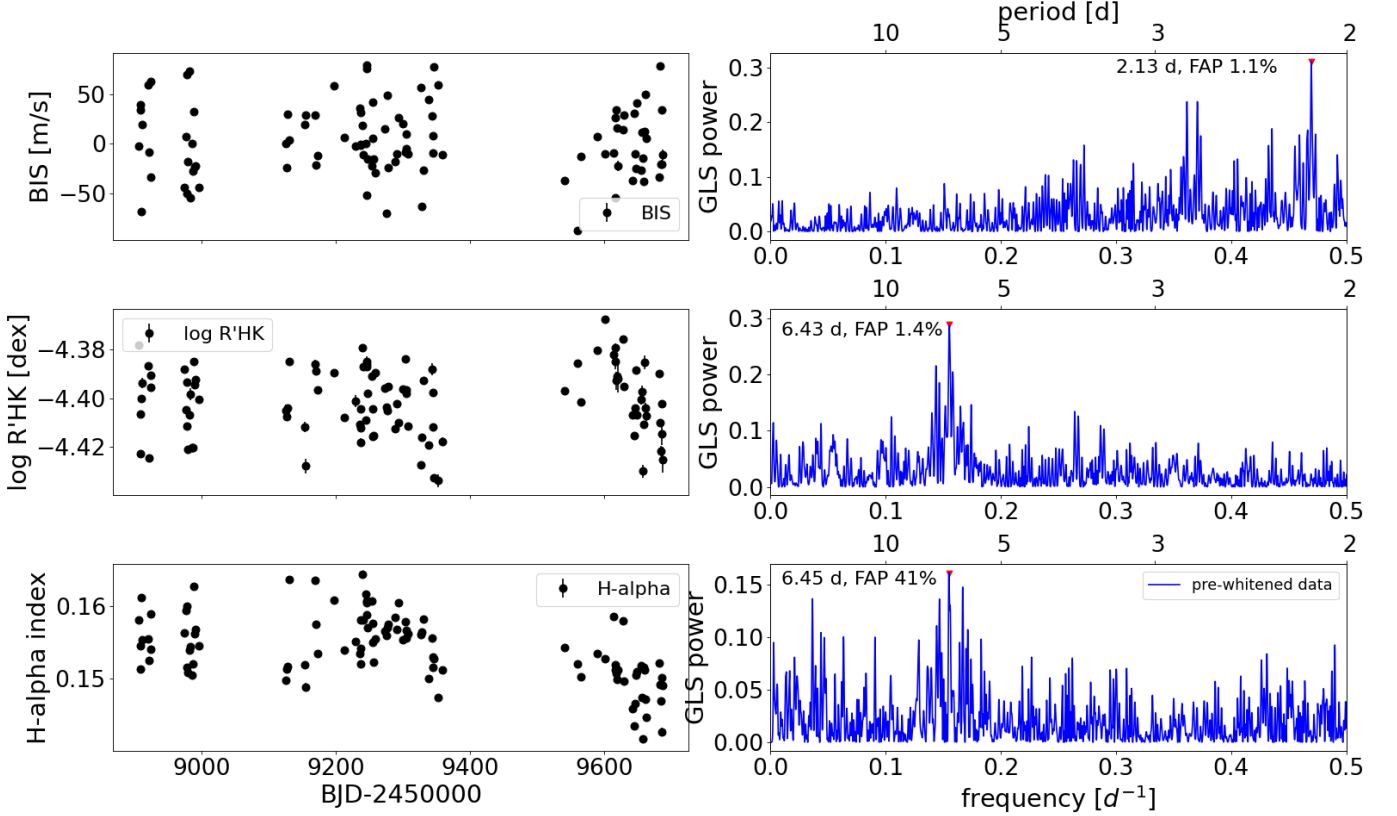 period [d]
10 5 3 2
BIS [m/s]
50
0
−50
BIS
GLS power
0.3
0.2
0.1
0.0
2.13 d, FAP 1.1%
0.0 0.1 0.2 0.3 0.4 0.5
10 5 3 2
log R'HK [dex]
−4.38
−4.40
−4.42
log R'HK
GLS power
0.3
0.2
0.1
0.0
6.43 d, FAP 1.4%
0.0 0.1 0.2 0.3 0.4 0.5
10 5 3 2
H-alpha index
0.16
0.15
H-alpha
9000 9200 9400 9600
BJD-2450000
GLS power
0.15
0.10
0.05
0.00
6.45 d, FAP 41%
pre-whitened data
0.0 0.1 0.2 0.3 0.4 0.5
frequency [d⁻¹]